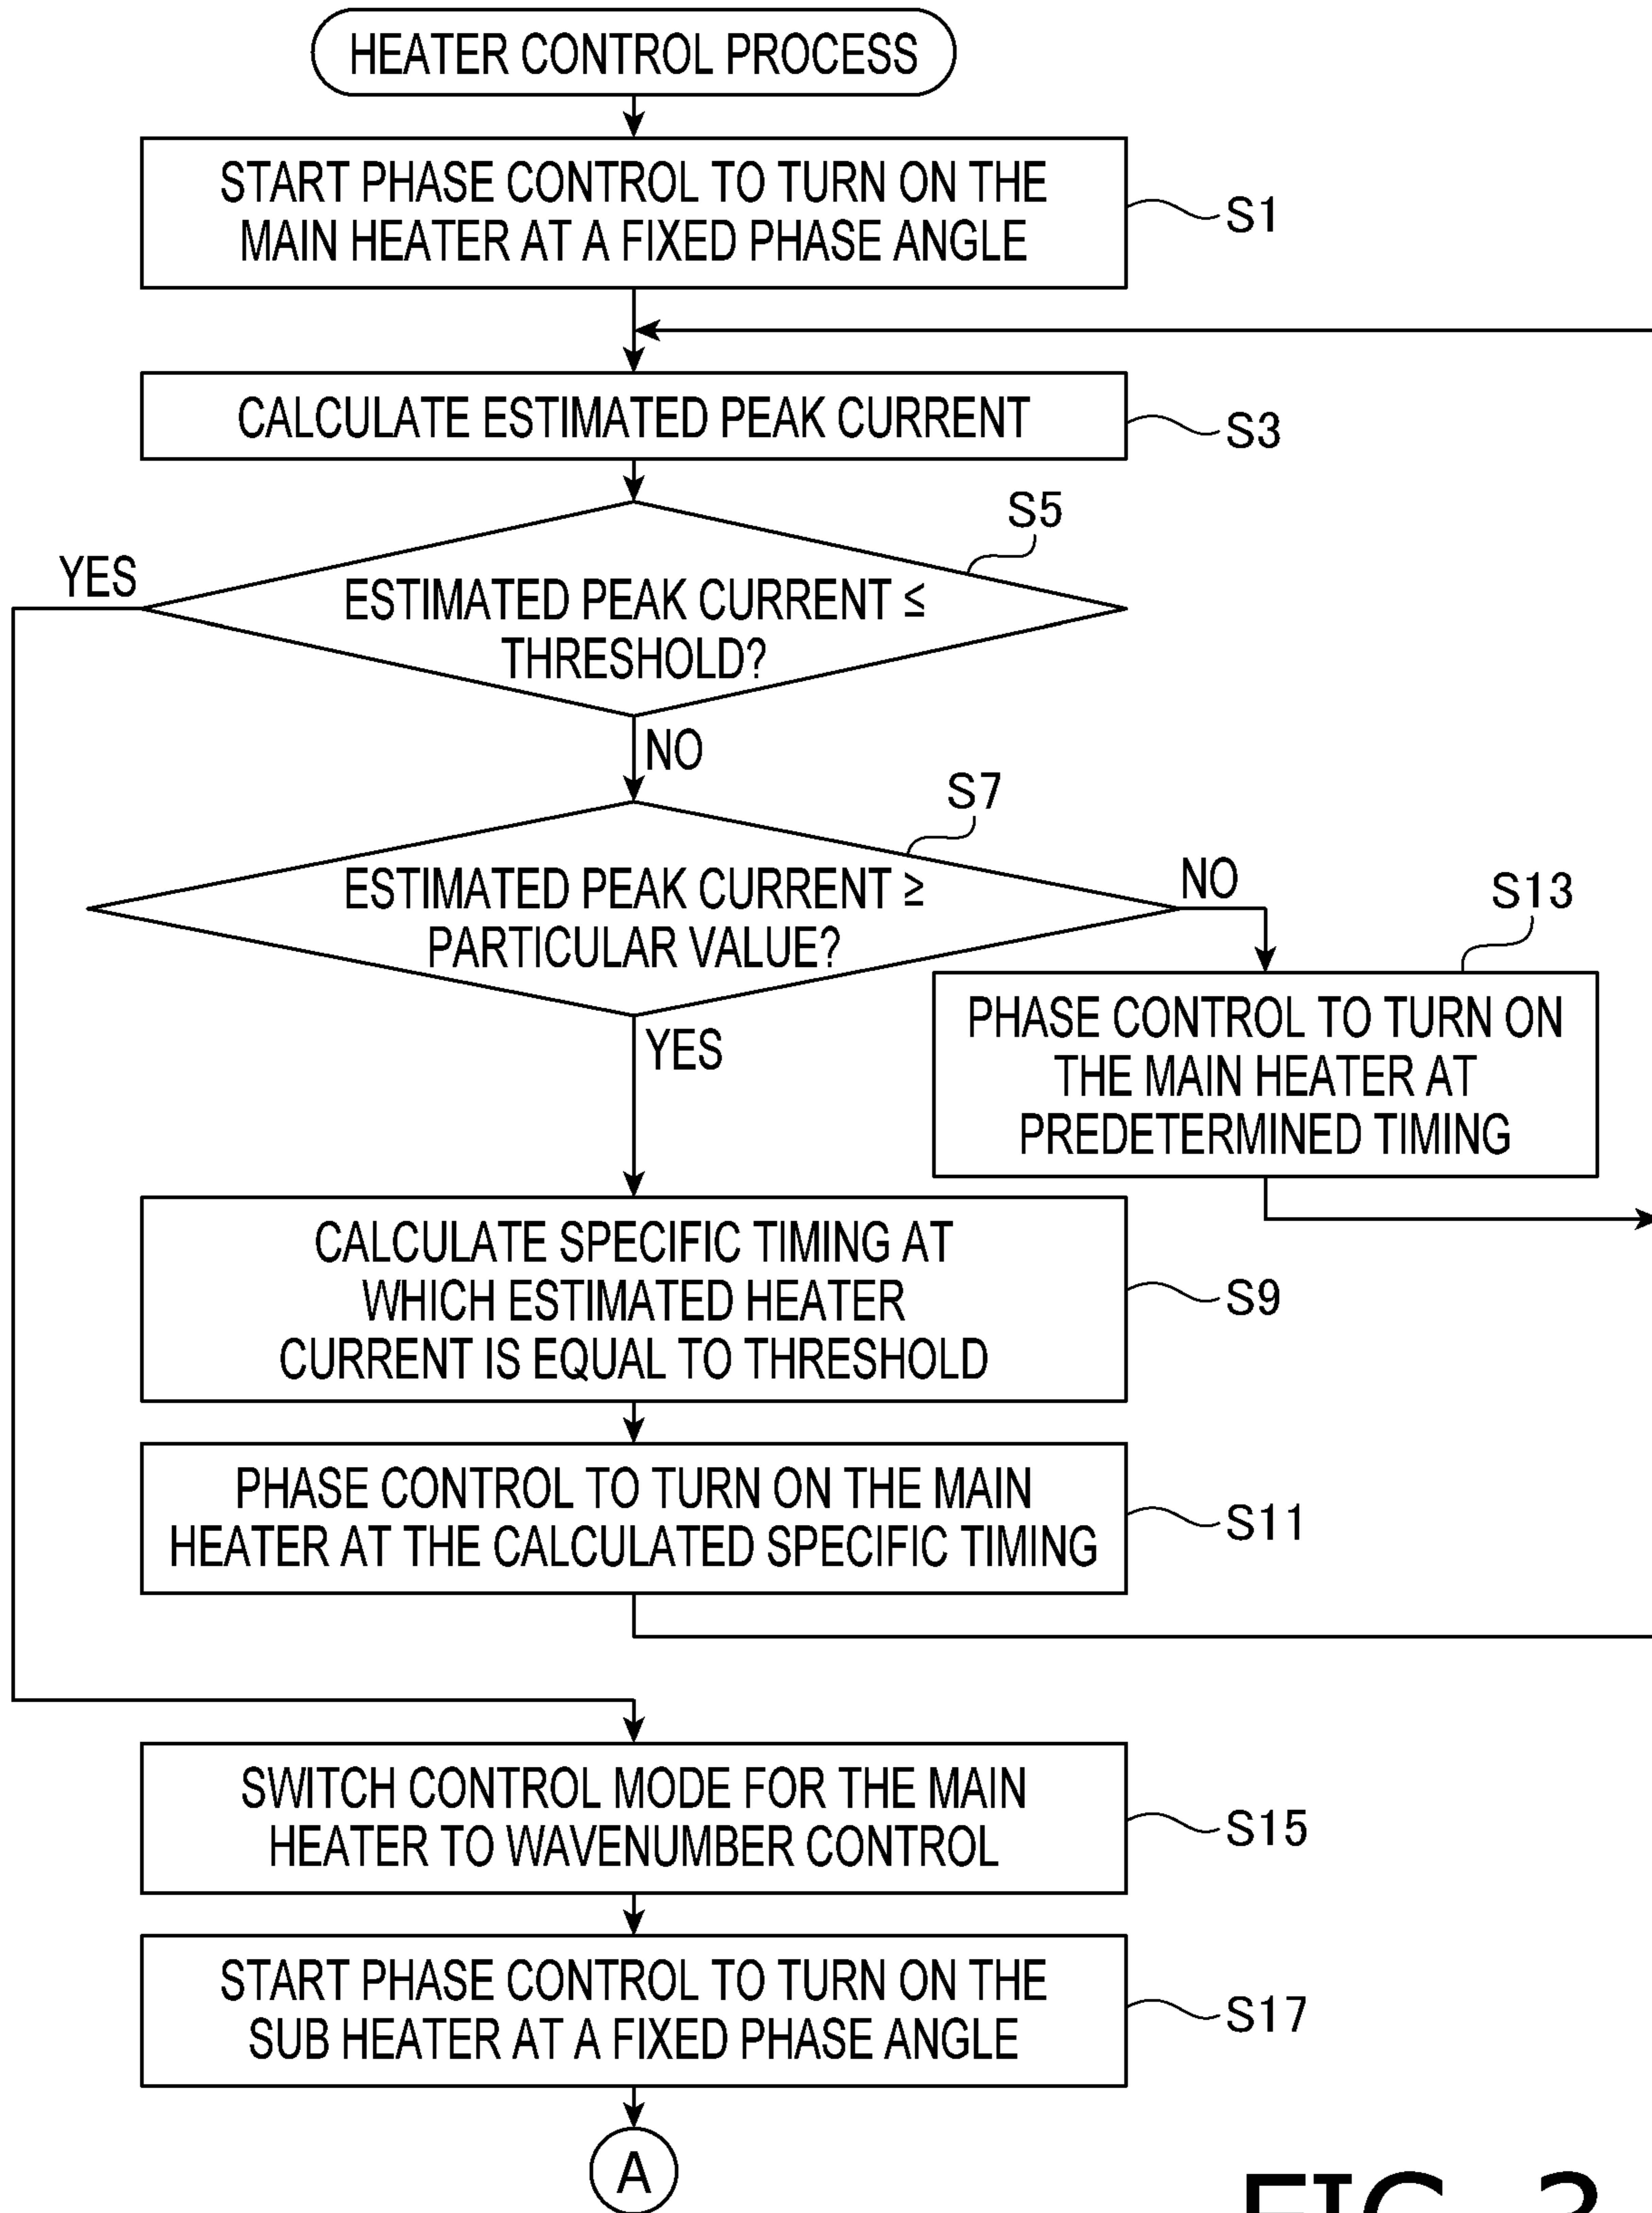 HEATER CONTROL PROCESS
START PHASE CONTROL TO TURN ON THE
MAIN HEATER AT A FIXED PHASE ANGLE
S1
CALCULATE ESTIMATED PEAK CURRENT
S3
S5
YES
ESTIMATED PEAK CURRENT ≤
THRESHOLD?
NO
S7
ESTIMATED PEAK CURRENT ≥
PARTICULAR VALUE?
NO
S13
YES
PHASE CONTROL TO TURN ON
THE MAIN HEATER AT
PREDETERMINED TIMING
CALCULATE SPECIFIC TIMING AT
WHICH ESTIMATED HEATER
CURRENT IS EQUAL TO THRESHOLD
S9
PHASE CONTROL TO TURN ON THE MAIN
HEATER AT THE CALCULATED SPECIFIC TIMING
S11
SWITCH CONTROL MODE FOR THE MAIN
HEATER TO WAVENUMBER CONTROL
S15
START PHASE CONTROL TO TURN ON THE
SUB HEATER AT A FIXED PHASE ANGLE
S17
A